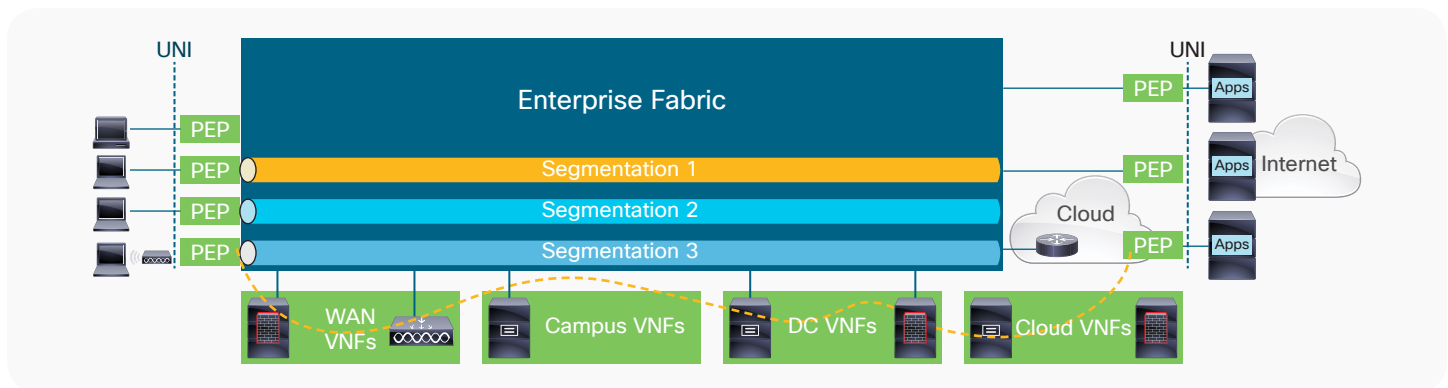 UNI
UNI
Enterprise Fabric
PEP
Apps
PEP
Segmentation 1
PEP
Apps
Internet
PEP
Segmentation 2
PEP
Cloud
PEP
Segmentation 3
PEP
Apps
WAN
VNFs
Campus VNFs
DC VNFs
Cloud VNFs